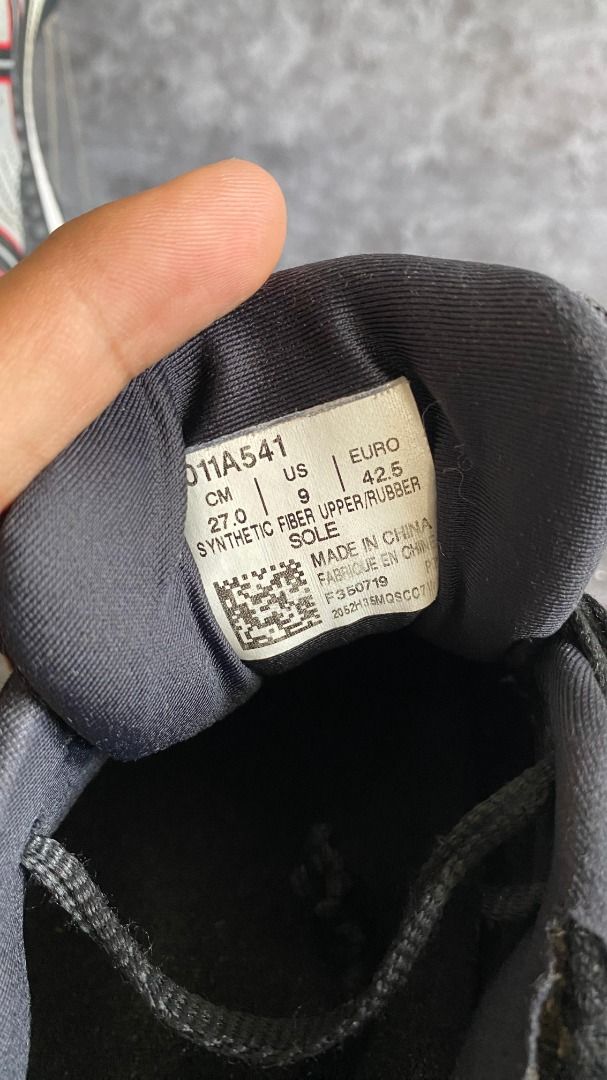 011A541
CM | US | EURO
27.0 | 9 | 42.5
SYNTHETIC FIBER UPPER/RUBBER
SOLE
MADE IN CHINA
FABRIQUE EN CHINE
F350719